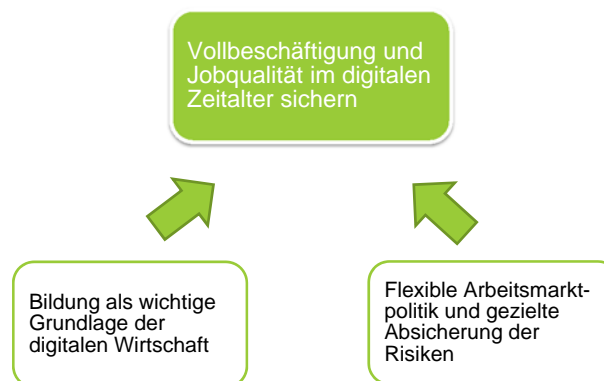 Vollbeschäftigung und
Jobqualität im digitalen
Zeitalter sichern
Bildung als wichtige
Grundlage der
digitalen Wirtschaft
Flexible Arbeitsmarkt-
politik und gezielte
Absicherung der
Risiken